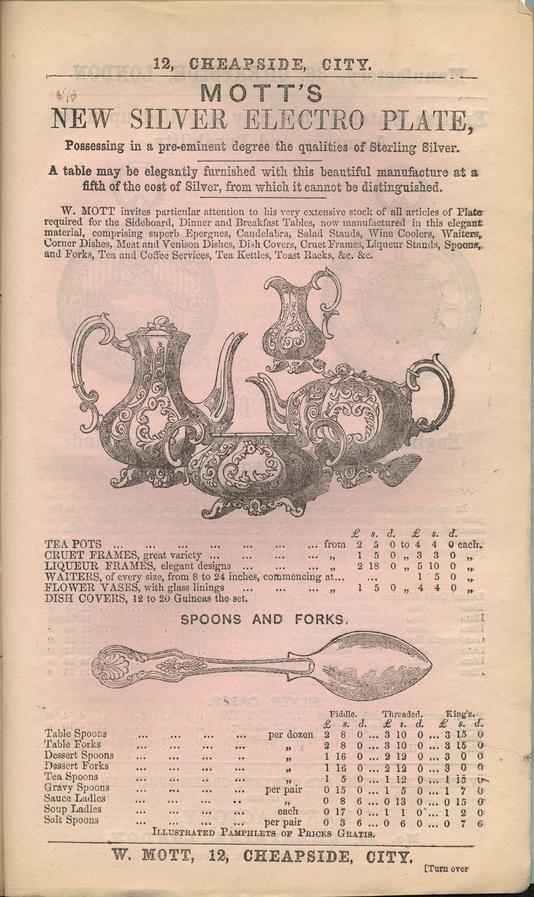 12, CHEAPSIDE, CITY.
MOTT'S
NEW SILVER ELECTRO PLATE,
Possessing in a pre-eminent degree the qualities of Sterling Silver.
A table may be elegantly furnished with this beautiful manufacture at a
fifth of the cost of Silver, from which it cannot be distinguished.
W. MOTT invites particular attention to his very extensive stock of all articles of Plate
required for the Sideboard, Dinner and Breakfast Tables, now manufactured in this elegant
material, comprising superb Epergnes, Candelabra, Salad Stands, Wine Coolers, Waiters,
Corner Dishes, Meat and Venison Dishes, Dish Covers, Cruet Frames, Liqueur Stands, Spoons,
and Forks, Tea and Coffee Services, Tea Kettles, Toast Racks, &c. &c.
£ s. d. £ s. d.
TEA POTS ... ... ... ... ... ... ... from 2 5 0 to 4 4 0 each.
CRUET FRAMES, great variety ... ... ... ... „ 1 5 0 „ 3 3 0 „
LIQUEUR FRAMES, elegant designs ... ... ... „ 2 18 0 „ 5 10 0 „
WAITERS, of every size, from 8 to 24 inches, commencing at... ... 1 5 0 „
FLOWER VASES, with glass linings ... ... ... „ 1 5 0 „ 4 4 0 „
DISH COVERS, 12 to 20 Guineas the set.
SPOONS AND FORKS.
Fiddle. Threaded. King's.
£ s. d. £ s. d. £ s. d.
Table Spoons ... ... ... ... per dozen 2 8 0 ... 3 10 0 ... 3 15 0
Table Forks ... ... ... ... „ 2 8 0 ... 3 10 0 ... 3 15 0
Dessert Spoons ... ... ... ... „ 1 16 0 ... 2 12 0 ... 3 0 0
Dessert Forks ... ... ... ... „ 1 16 0 ... 2 12 0 ... 3 0 0
Tea Spoons ... ... ... ... „ 1 5 0 ... 1 12 0 ... 1 15 0
Gravy Spoons ... ... ... ... per pair 0 15 0 ... 1 5 0 ... 1 7 0
Sauce Ladles ... ... ... .. „ 0 8 6 ... 0 13 0 ... 0 15 0
Soup Ladles ... ... ... ... each 0 17 0 ... 1 1 0 ... 1 2 0
Salt Spoons ... ... ... .. per pair 0 3 6 ... 0 6 0 ... 0 7 6
ILLUSTRATED PAMPHLETS OF PRICES GRATIS.
W. MOTT, 12, CHEAPSIDE, CITY.
[Turn over